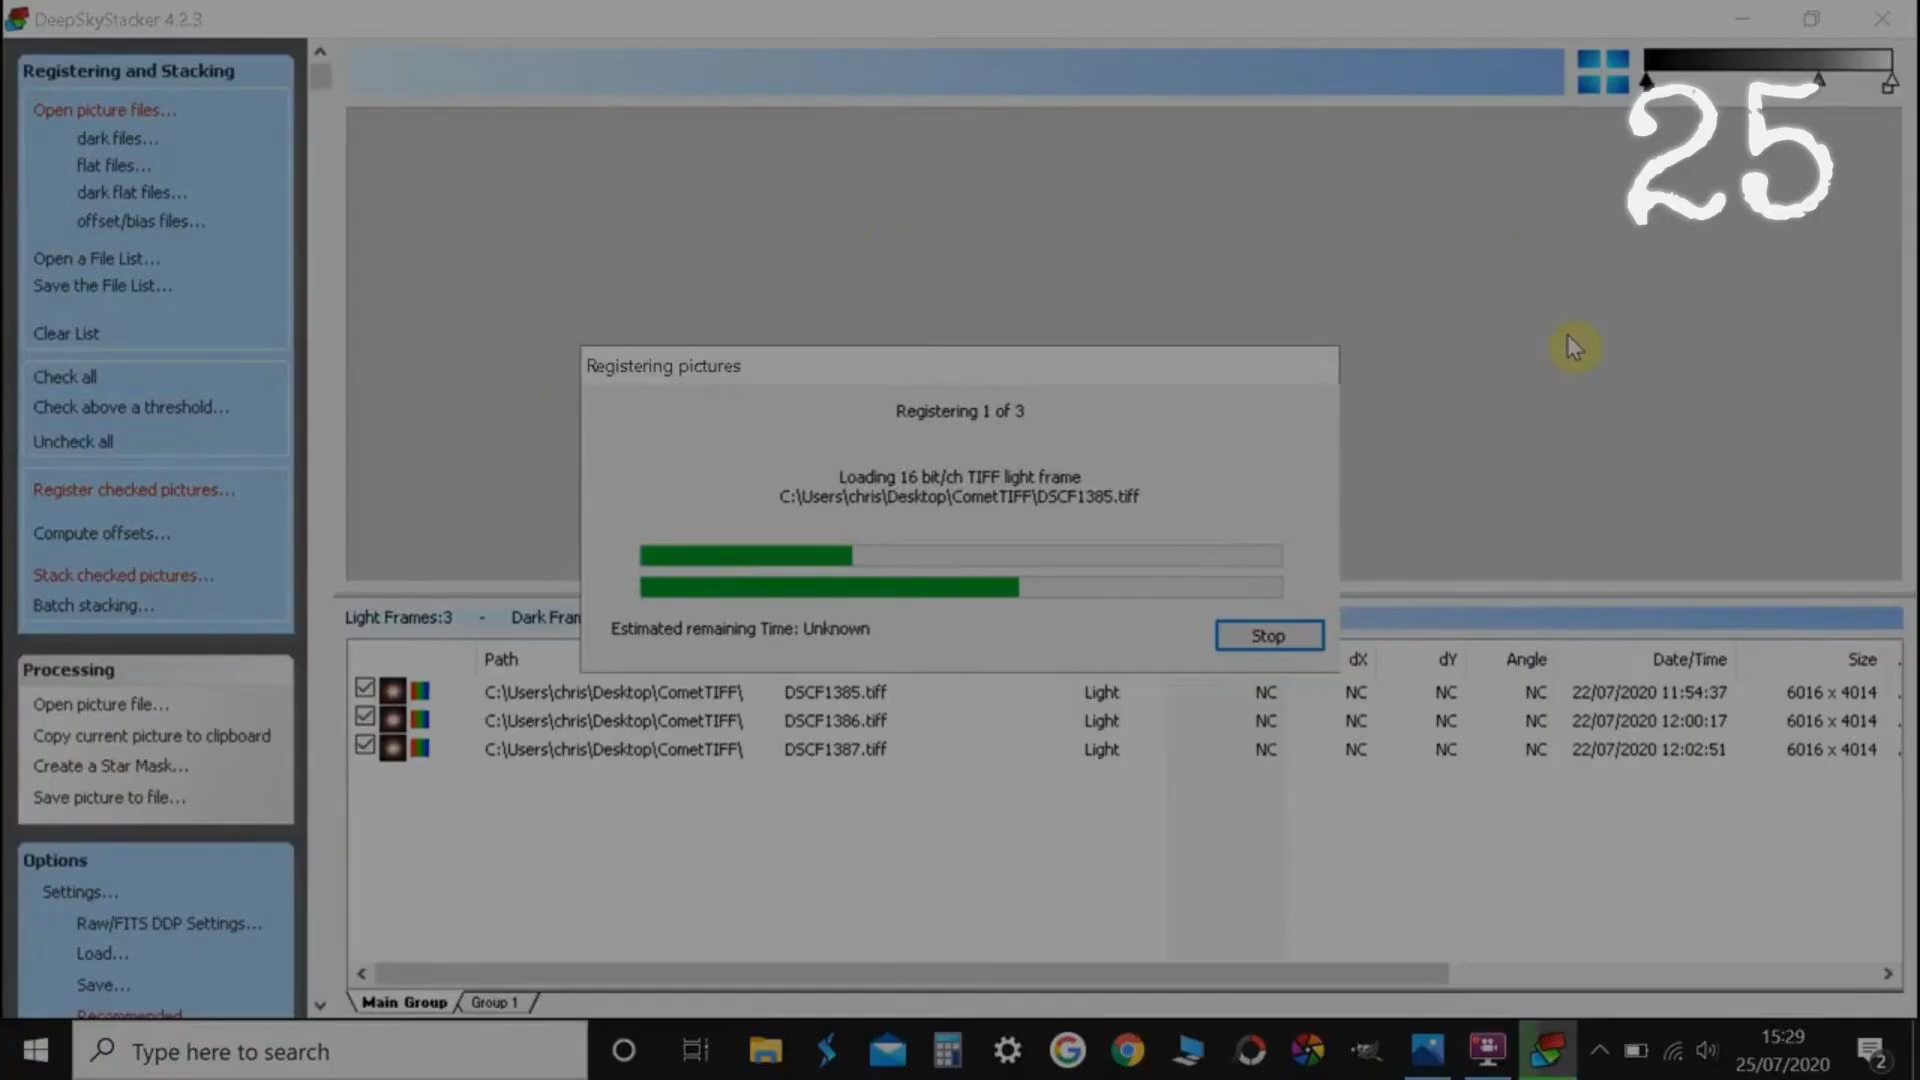 DeepSkyStacker 4.2.3
25
Registering and Stacking
Open picture files...
dark files...
flat files...
dark flat files...
offset/bias files...
Open a File List...
Save the File List...
Clear List
Check all
Check above a threshold...
Uncheck all
Register checked pictures...
Compute offsets...
Stack checked pictures...
Batch stacking...
Processing
Open picture file...
Copy current picture to clipboard
Create a Star Mask...
Save picture to file...
Options
Settings...
Raw/FITS DDP Settings...
Load...
Save...
Recommended
Registering pictures
Registering 1 of 3
Loading 16 bit/ch TIFF light frame
C:\Users\chris\Desktop\CometTIFF\DSCF1385.tiff
Estimated remaining Time: Unknown
Stop
Light Frames:3 - Dark Fran
Path dX dY Angle Date/Time Size
C:\Users\chris\Desktop\CometTIFF\ DSCF1385.tiff Light NC NC NC NC 22/07/2020 11:54:37 6016 x 4014
C:\Users\chris\Desktop\CometTIFF\ DSCF1386.tiff Light NC NC NC NC 22/07/2020 12:00:17 6016 x 4014
C:\Users\chris\Desktop\CometTIFF\ DSCF1387.tiff Light NC NC NC NC 22/07/2020 12:02:51 6016 x 4014
Main Group Group 1
Type here to search
15:29
25/07/2020
2